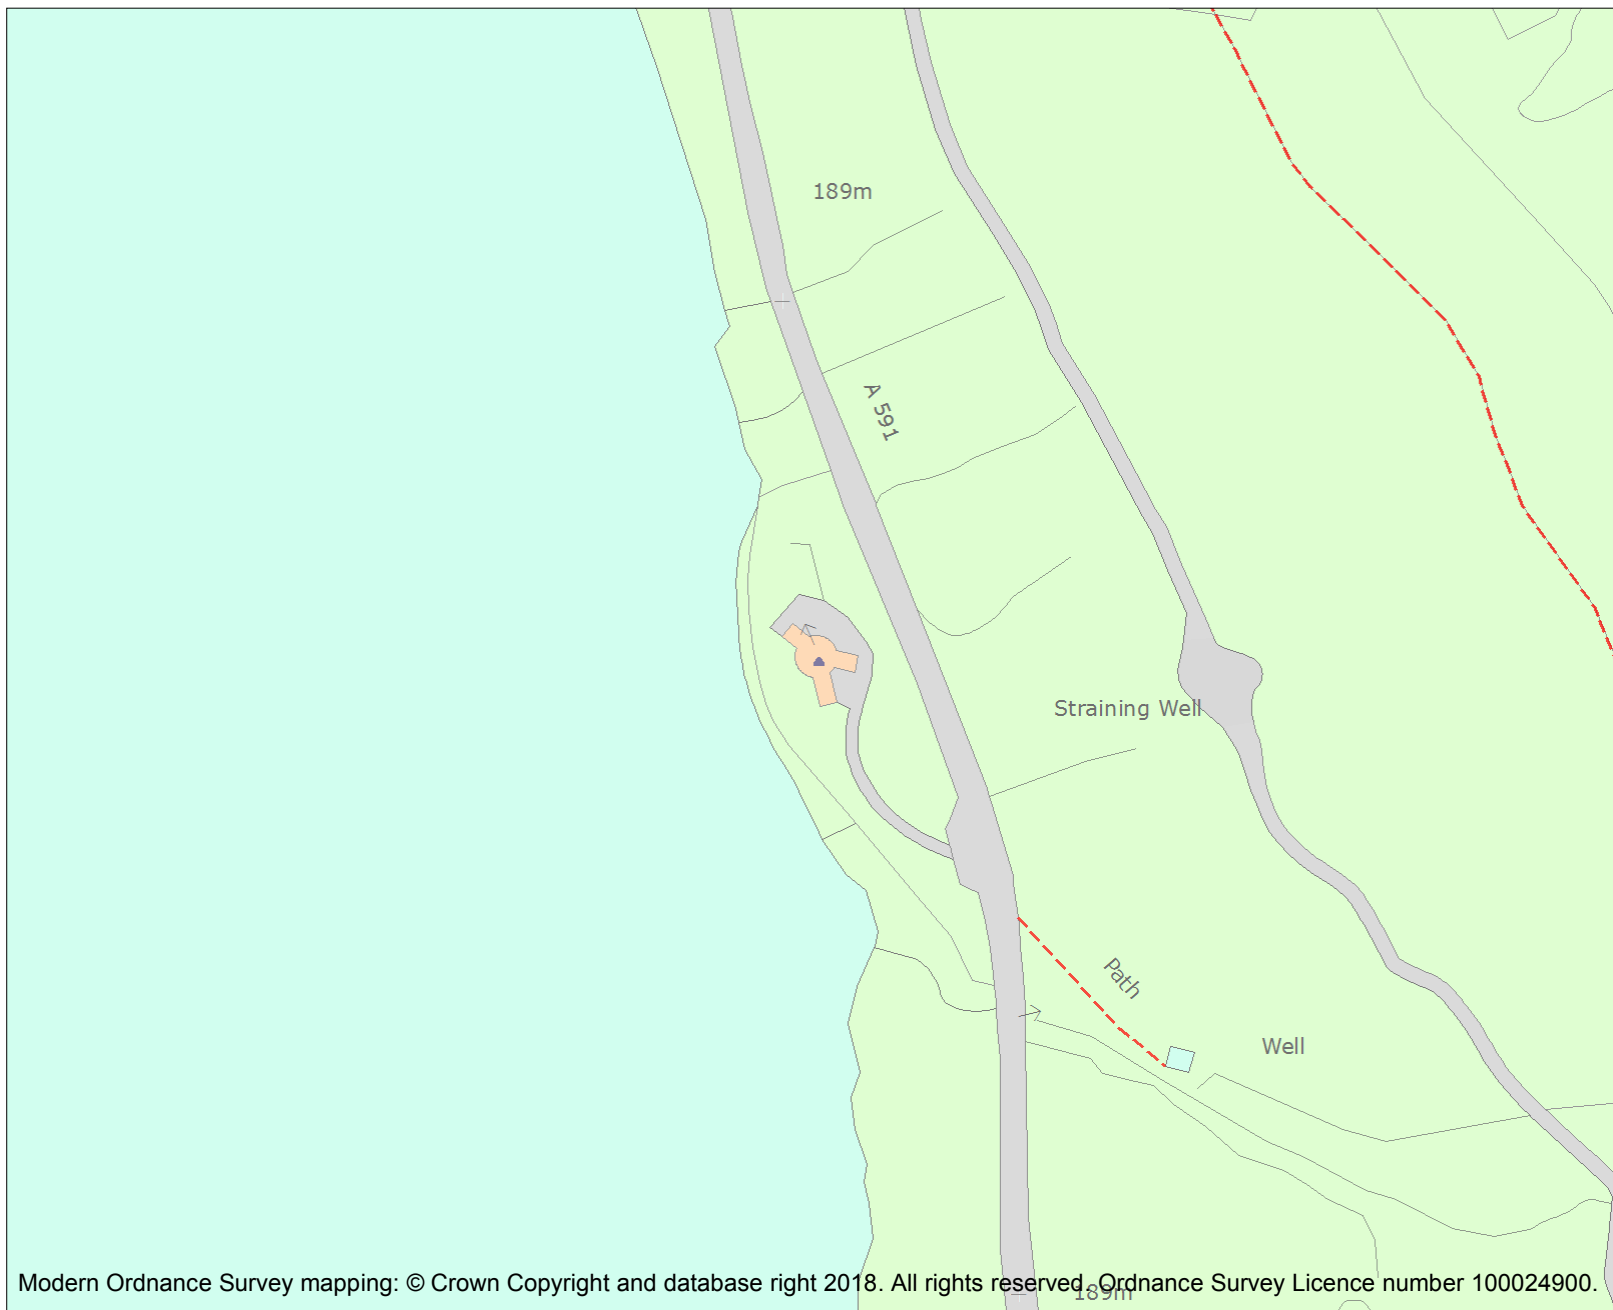 189m
A 591
Straining Well
Path
Well
189m
Modern Ordnance Survey mapping: © Crown Copyright and database right 2018. All rights reserved. Ordnance Survey Licence number 100024900.